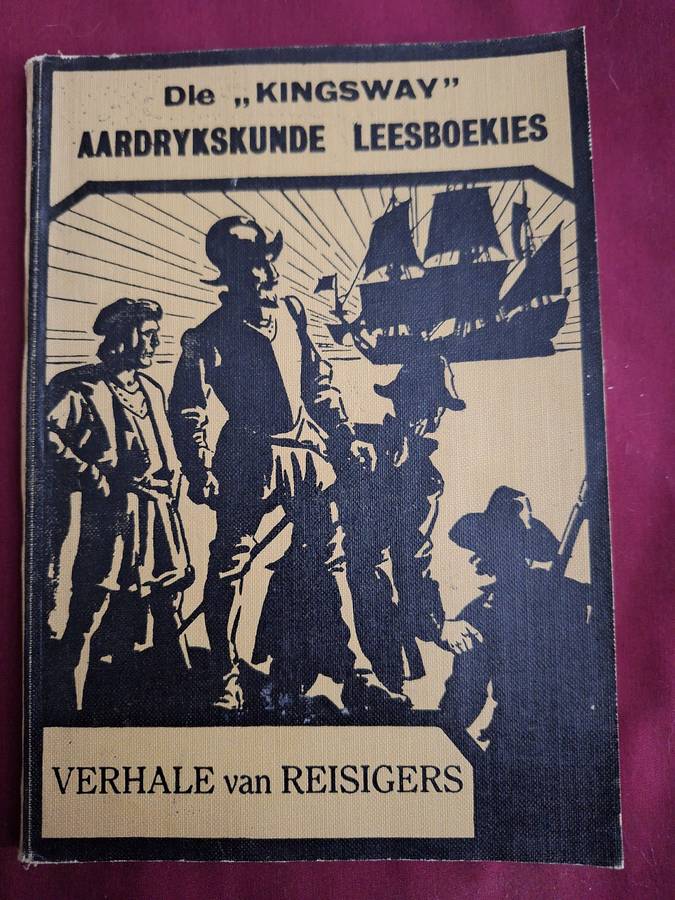 Die „KINGSWAY”
AARDRYKSKUNDE LEESBOEKIES
VERHALE van REISIGERS